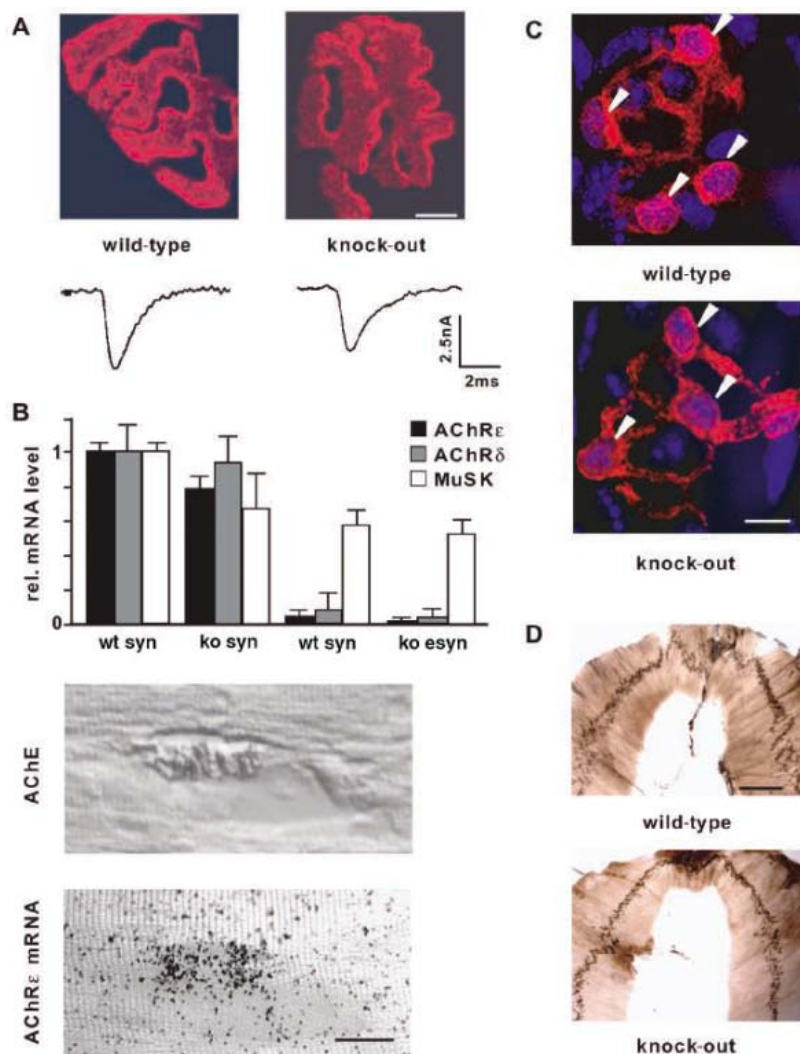 A
wild-type
knock-out
2.5nA
2ms
B
rel. mRNA level
1
0
AChRε
AChRδ
MuSK
wt syn
ko syn
wt syn
ko esyn
AChE
AChRε mRNA
C
wild-type
knock-out
D
wild-type
knock-out